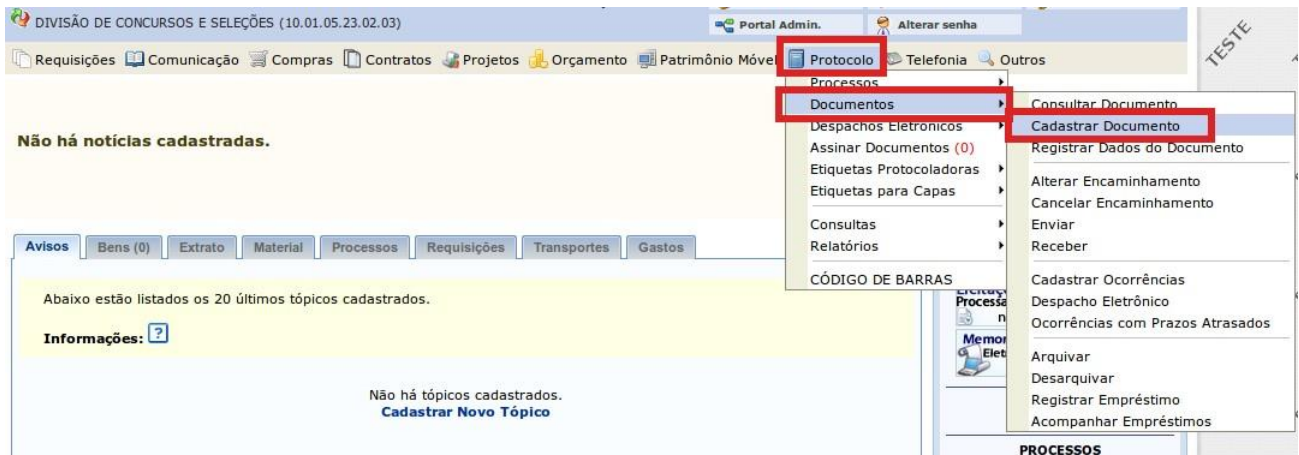 DIVISÃO DE CONCURSOS E SELEÇÕES (10.01.05.23.02.03)
Portal Admin.
Alterar senha
Requisições Comunicação Compras Contratos Projetos Orçamento Patrimônio Móvel Protocolo Telefonia Outros
TESTE
Processos
Documentos
Despachos Eletrônicos
Assinar Documentos (0)
Etiquetas Protocoladoras
Etiquetas para Capas
Consultas
Relatórios
CÓDIGO DE BARRAS
Consultar Documento
Cadastrar Documento
Registrar Dados do Documento
Alterar Encaminhamento
Cancelar Encaminhamento
Enviar
Receber
Cadastrar Ocorrências
Despacho Eletrônico
Ocorrências com Prazos Atrasados
Arquivar
Desarquivar
Registrar Empréstimo
Acompanhar Empréstimos
Não há notícias cadastradas.
Avisos Bens (0) Extrato Material Processos Requisições Transportes Gastos
Abaixo estão listados os 20 últimos tópicos cadastrados.
Informações: ?
Não há tópicos cadastrados.
Cadastrar Novo Tópico
PROCESSOS